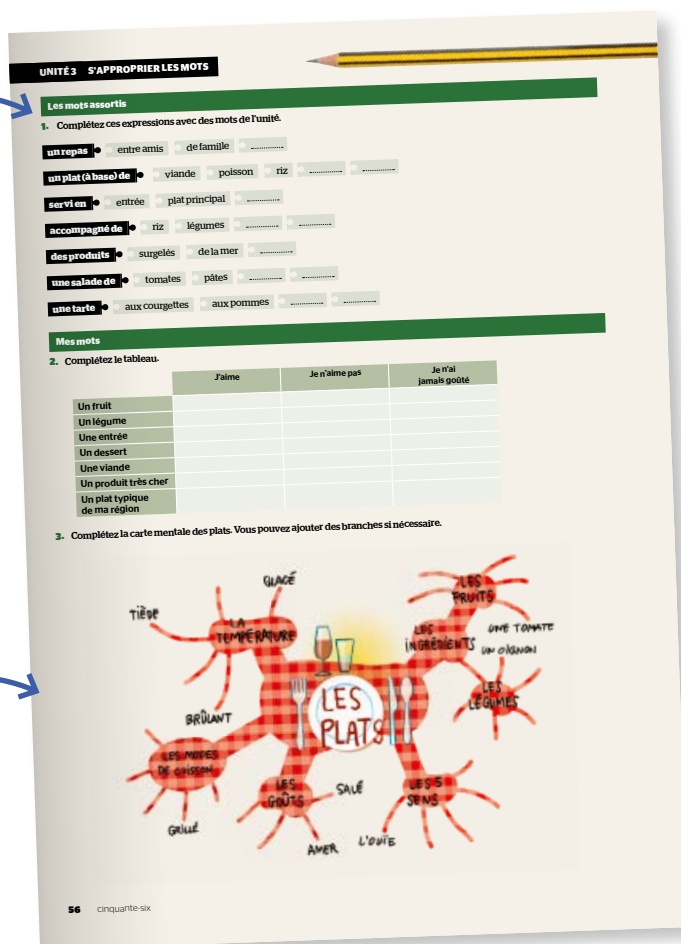 UNITÉ 3 S'APPROPRIER LES MOTS
Les mots assortis
1. Complétez ces expressions avec des mots de l'unité.
un repas entre amis de famille ..............
un plat (à base) de viande poisson riz .............. ..............
servi en entrée plat principal ..............
accompagné de riz légumes .............. ..............
des produits surgelés de la mer ..............
une salade de tomates pâtes .............. ..............
une tarte aux courgettes aux pommes .............. ..............
Mes mots
2. Complétez le tableau.
J'aime Je n'aime pas Je n'ai
jamais goûté
Un fruit
Un légume
Une entrée
Un dessert
Une viande
Un produit très cher
Un plat typique
de ma région
3. Complétez la carte mentale des plats. Vous pouvez ajouter des branches si nécessaire.
GLACÉ
TIÈDE
LA
TEMPÉRATURE
BRÛLANT
LES
FRUITS
LES
INGRÉDIENTS
UNE TOMATE
UN OIGNON
LES
LÉGUMES
LES
PLATS
LES MODES
DE CUISSON
GRILLÉ
LES
GOÛTS
SALÉ
AMER
LES 5
SENS
L'OUÏE
56 cinquante-six